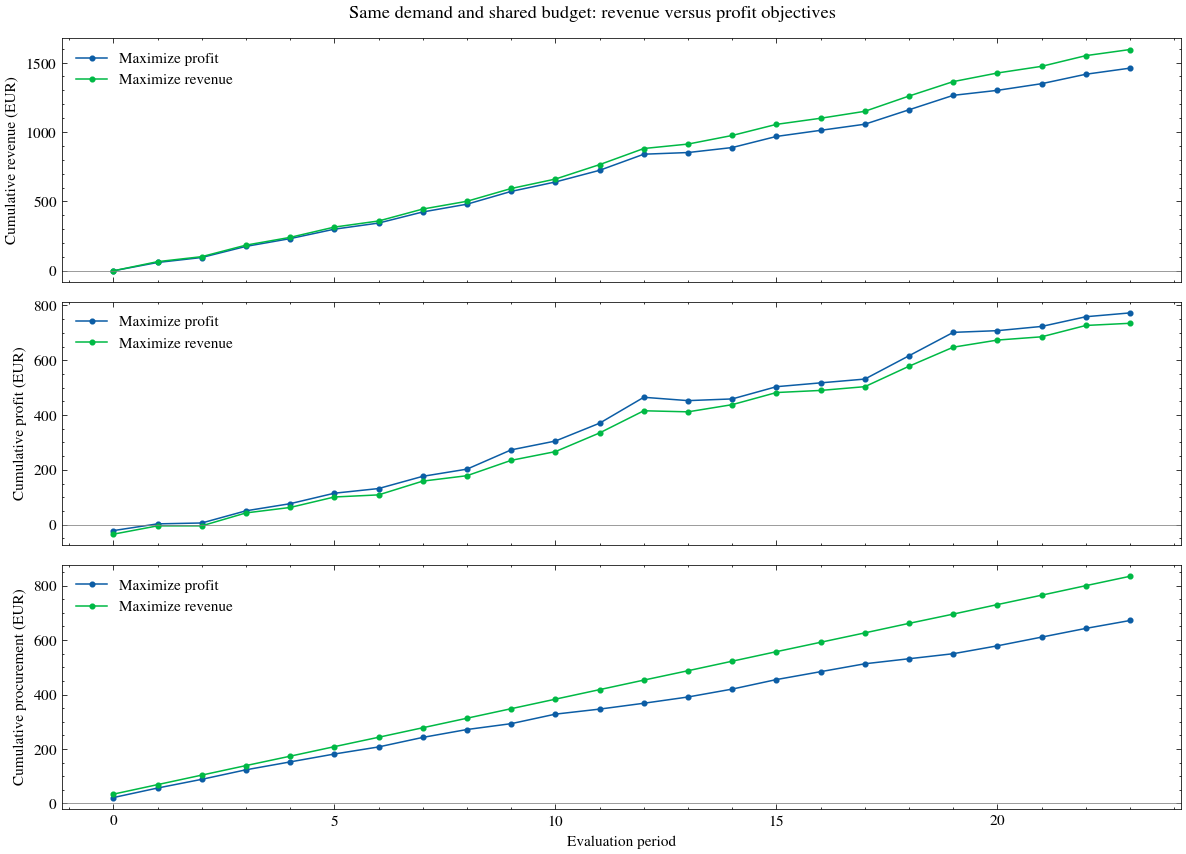 Same demand and shared budget: revenue versus profit objectives
Cumulative revenue (EUR)
1500
1000
500
0
Maximize profit
Maximize revenue
Cumulative profit (EUR)
800
600
400
200
0
Maximize profit
Maximize revenue
Cumulative procurement (EUR)
800
600
400
200
0
Maximize profit
Maximize revenue
0 5 10 15 20
Evaluation period